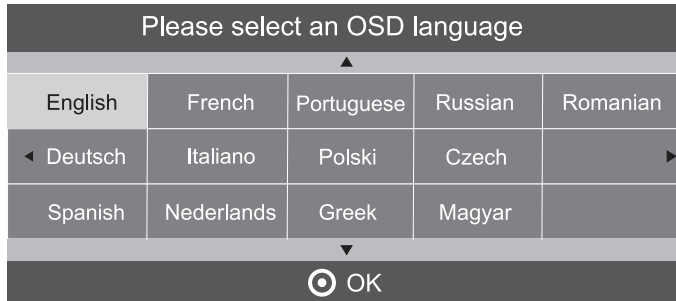 Please select an OSD language
English French Portuguese Russian Romanian
Deutsch Italiano Polski Czech
Spanish Nederlands Greek Magyar
OK